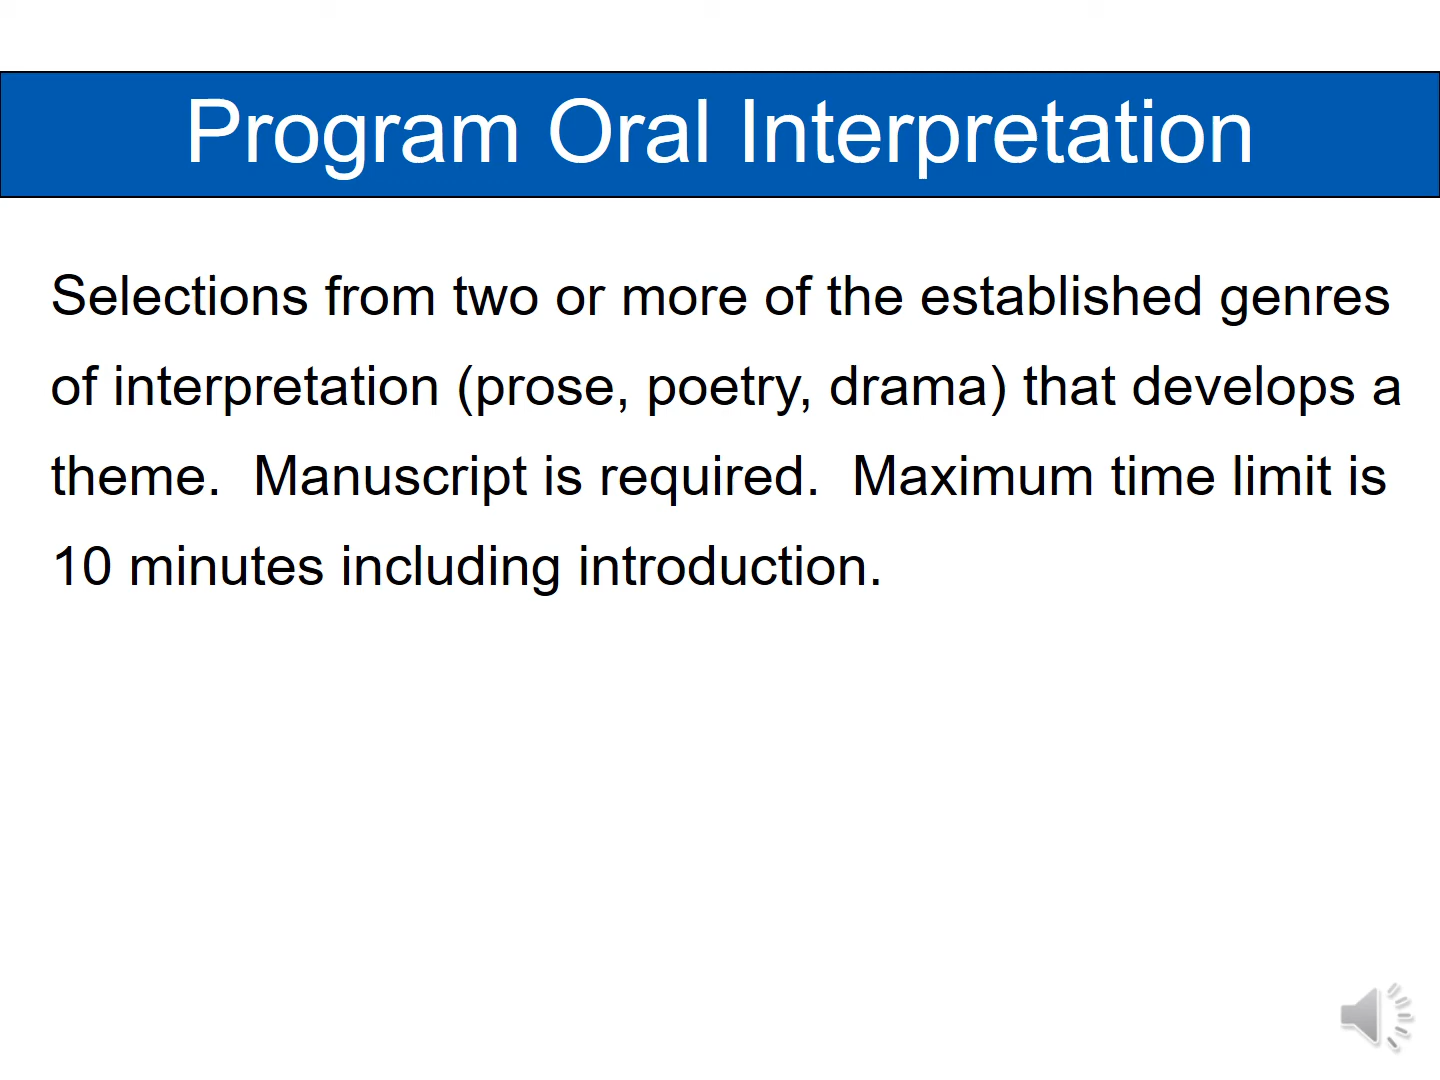 Program Oral Interpretation
Selections from two or more of the established genres
of interpretation (prose, poetry, drama) that develops a
theme.  Manuscript is required.  Maximum time limit is
10 minutes including introduction.